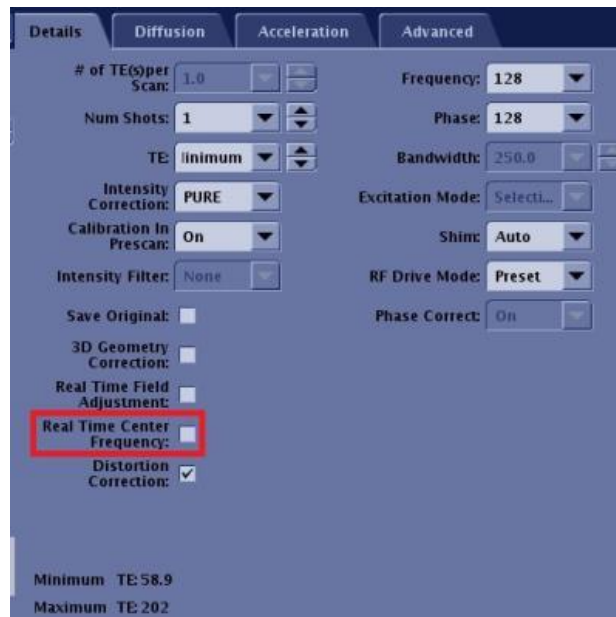 Details Diffusion Acceleration Advanced
# of TE(s)per
Scan: 1.0
Frequency: 128
Num Shots: 1
Phase: 128
TE: linimum
Bandwidth: 250.0
Intensity
Correction: PURE
Excitation Mode: Selecti...
Calibration In
Prescan: On
Shim: Auto
Intensity Filter: None
RF Drive Mode: Preset
Save Original:
Phase Correct: On
3D Geometry
Correction:
Real Time Field
Adjustment:
Real Time Center
Frequency:
Distortion
Correction:
Minimum TE: 58.9
Maximum TE: 202